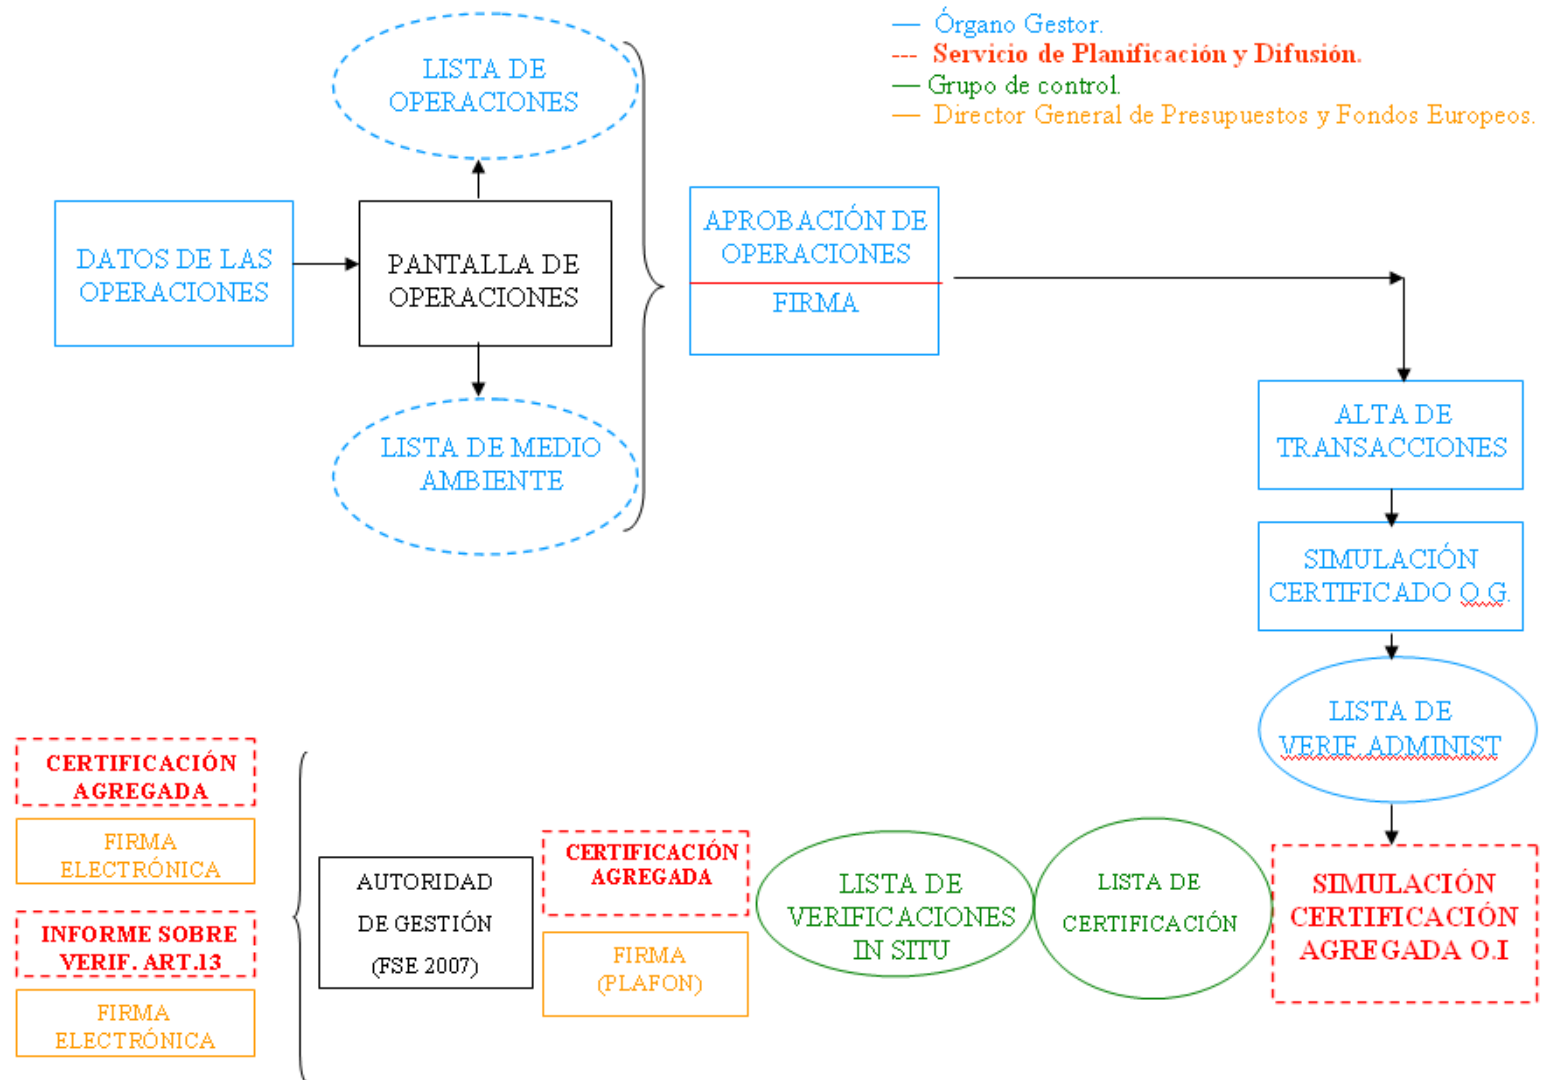 — Órgano Gestor.
--- Servicio de Planificación y Difusión.
— Grupo de control.
— Director General de Presupuestos y Fondos Europeos.
LISTA DE
OPERACIONES
DATOS DE LAS
OPERACIONES
PANTALLA DE
OPERACIONES
LISTA DE MEDIO
AMBIENTE
APROBACIÓN DE
OPERACIONES
FIRMA
ALTA DE
TRANSACCIONES
SIMULACIÓN
CERTIFICADO O.G.
LISTA DE
VERIF.ADMINIST
SIMULACIÓN
CERTIFICACIÓN
AGREGADA O.I
LISTA DE
CERTIFICACIÓN
LISTA DE
VERIFICACIONES
IN SITU
CERTIFICACIÓN
AGREGADA
FIRMA
(PLAFON)
AUTORIDAD
DE GESTIÓN
(FSE 2007)
CERTIFICACIÓN
AGREGADA
FIRMA
ELECTRÓNICA
INFORME SOBRE
VERIF. ART.13
FIRMA
ELECTRÓNICA